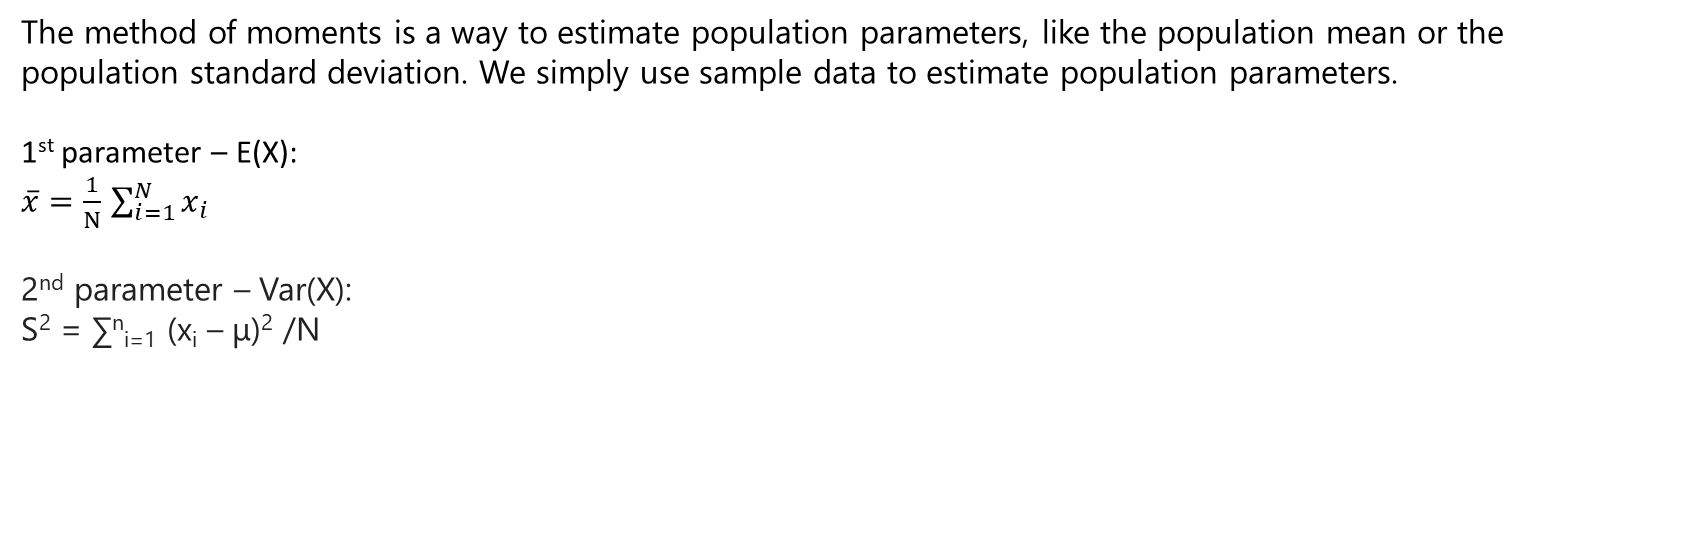 The method of moments is a way to estimate population parameters, like the population mean or the
population standard deviation. We simply use sample data to estimate population parameters.
1st parameter – E(X):
x̄ = 1/N ∑ᴺᵢ₌₁ xᵢ
2nd parameter – Var(X):
S² = ∑ⁿᵢ₌₁ (xᵢ – µ)² /N